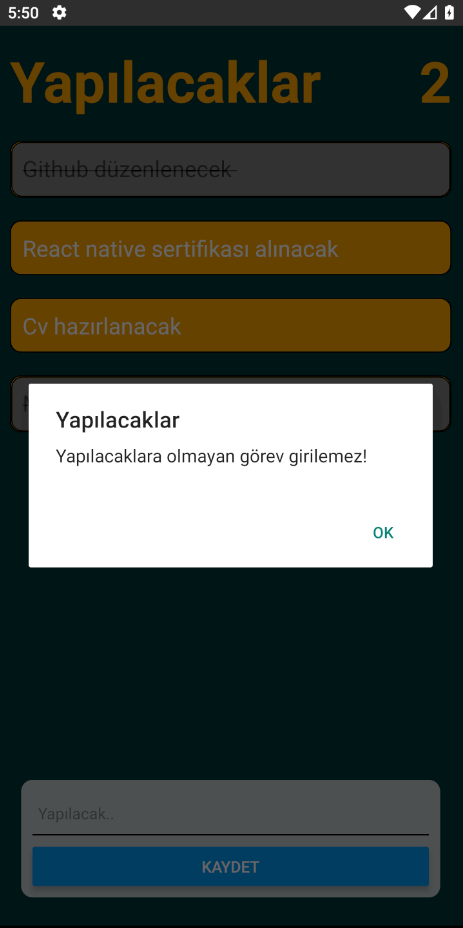 5:50
Yapılacaklar 2
Github düzenlenecek
React native sertifikası alınacak
Cv hazırlanacak
Yapılacaklar
Yapılacaklara olmayan görev girilemez!
OK
Yapılacak..
KAYDET